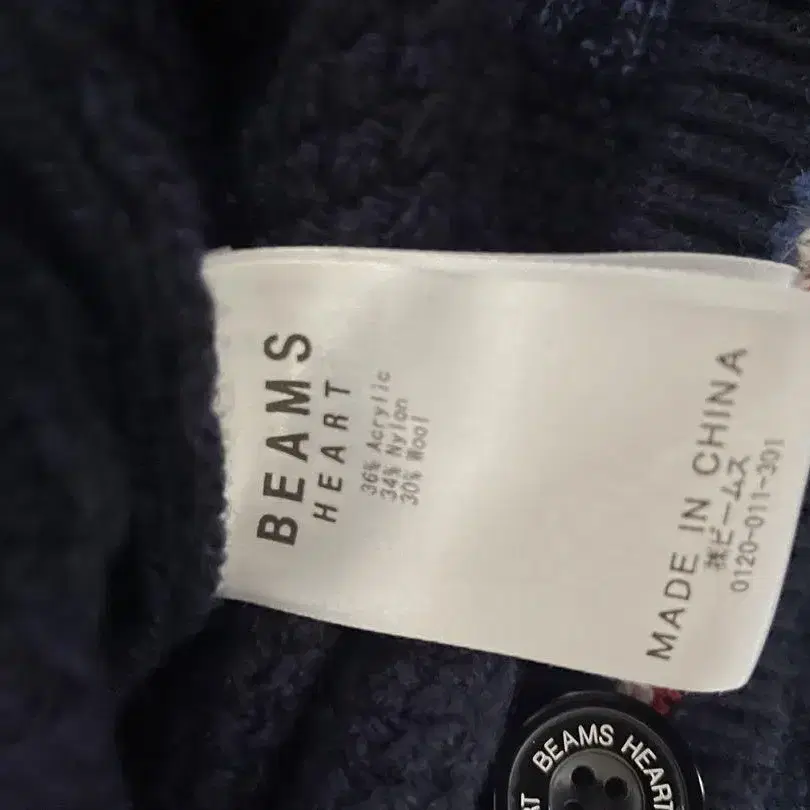 BEAMS
HEART
36% Acrylic
34% Nylon
30% Wool
MADE IN CHINA
㈱ビームス
0120-011-301
BEAMS HEART